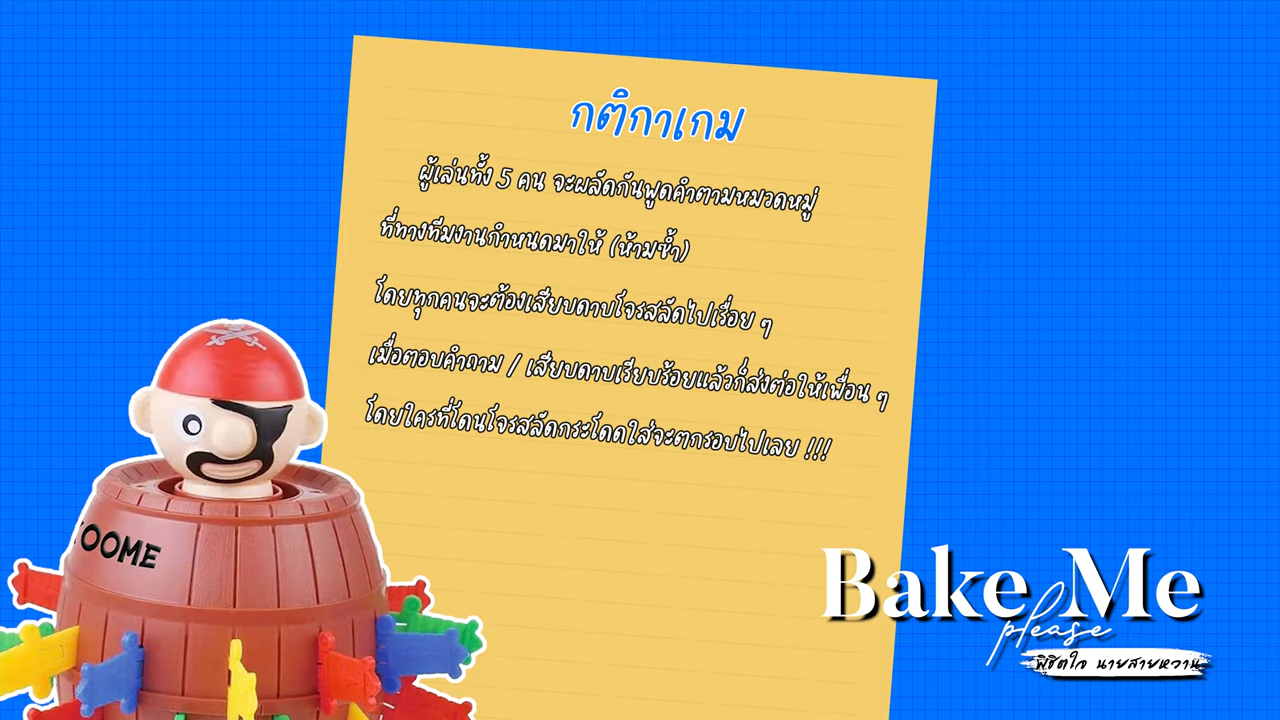 กติกาเกม
ผู้เล่นทั้ง 5 คน จะผลัดกันพูดคำตามหมวดหมู่
ที่ทางทีมงานกำหนดมาให้ (ห้ามซ้ำ)
โดยทุกคนจะต้องเสียบดาบโจรสลัดไปเรื่อย ๆ
เมื่อตอบคำถาม / เสียบดาบเรียบร้อยแล้วก็ส่งต่อให้เพื่อน ๆ
โดยใครที่โดนโจรสลัดกระโดดใส่จะตกรอบไปเลย !!!
OOME
Bake Me
please
พิชิตใจ นายสายหวาน